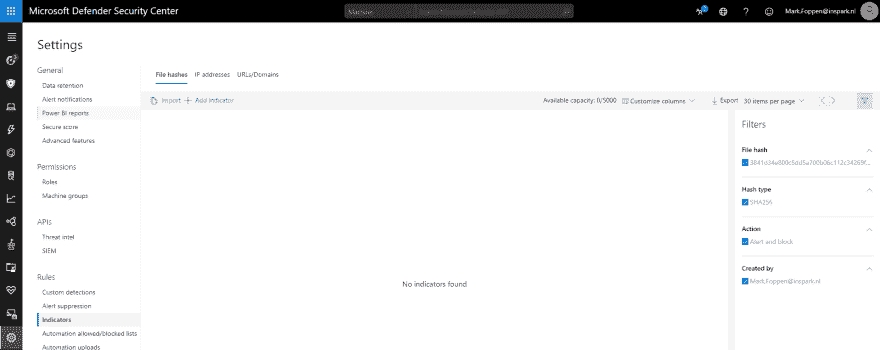 Microsoft Defender Security Center
Mark.Foppen@inspark.nl
Settings
General
Data retention
Alert notifications
Power BI reports
Secure score
Advanced features
Permissions
Roles
Machine groups
APIs
Threat intel
SIEM
Rules
Custom detections
Alert suppression
Indicators
Automation allowed/blocked lists
Automation uploads
File hashes IP addresses URLs/Domains
Import Add indicator Available capacity: 0/5000 Customize columns Export 30 items per page
No indicators found
Filters
File hash
Hash type
SHA256
Action
Alert and block
Created by
Mark.Foppen@inspark.nl